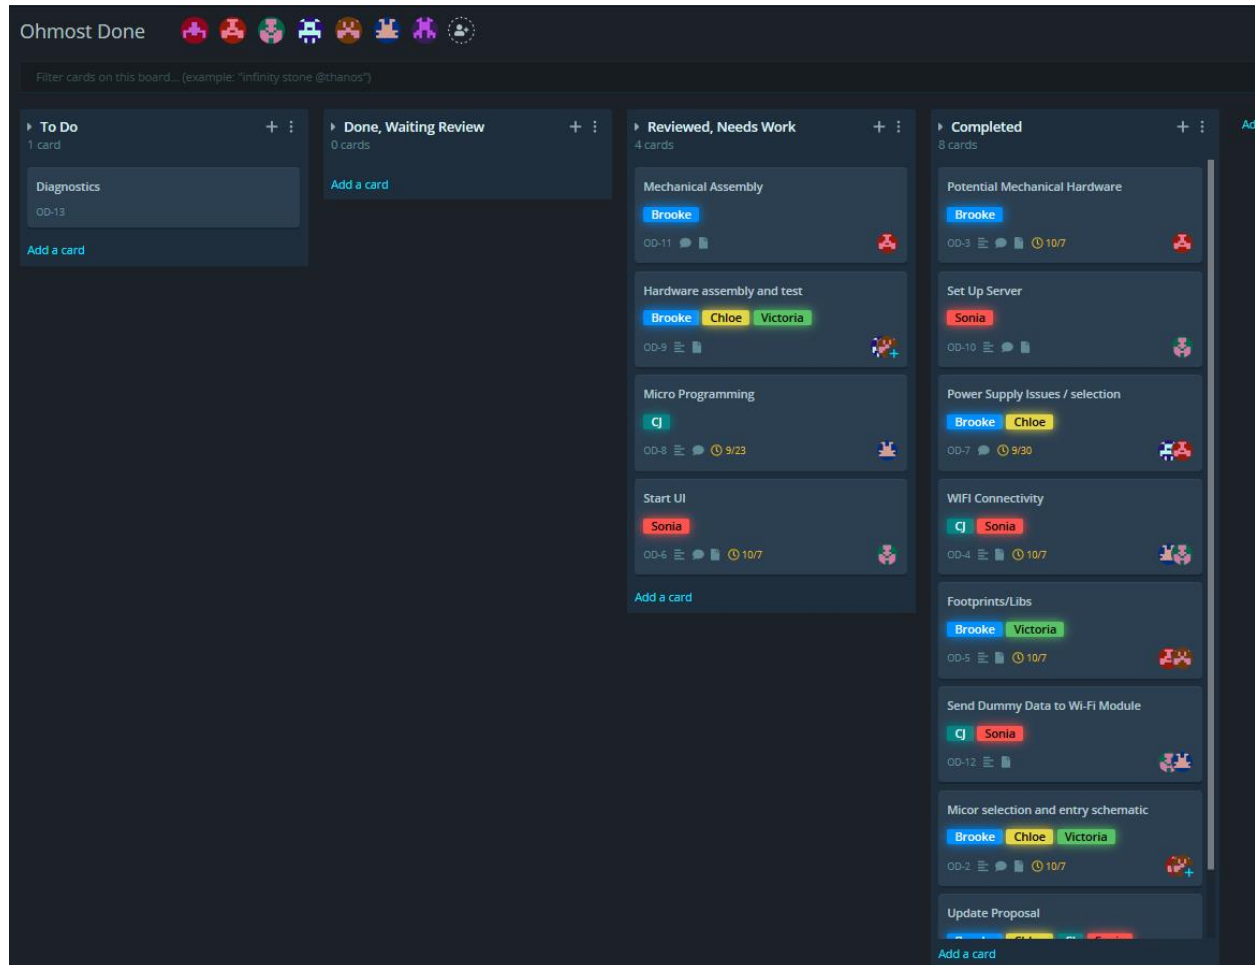 Ohmost Done
Filter cards on this board... (example: "infinity stone @thanos")
To Do
1 card
Diagnostics
OD-13
Add a card
Done, Waiting Review
0 cards
Add a card
Reviewed, Needs Work
4 cards
Mechanical Assembly
Brooke
OD-11
Hardware assembly and test
Brooke Chloe Victoria
OD-9
Micro Programming
CJ
OD-8 9/23
Start UI
Sonia
OD-6 10/7
Add a card
Completed
8 cards
Potential Mechanical Hardware
Brooke
OD-3 10/7
Set Up Server
Sonia
OD-10
Power Supply Issues / selection
Brooke Chloe
OD-7 9/30
WIFI Connectivity
CJ Sonia
OD-4 10/7
Footprints/Libs
Brooke Victoria
OD-5 10/7
Send Dummy Data to Wi-Fi Module
CJ Sonia
OD-12
Micor selection and entry schematic
Brooke Chloe Victoria
OD-2 10/7
Update Proposal
Brooke Chloe CJ Sonia
Add a card
Ad